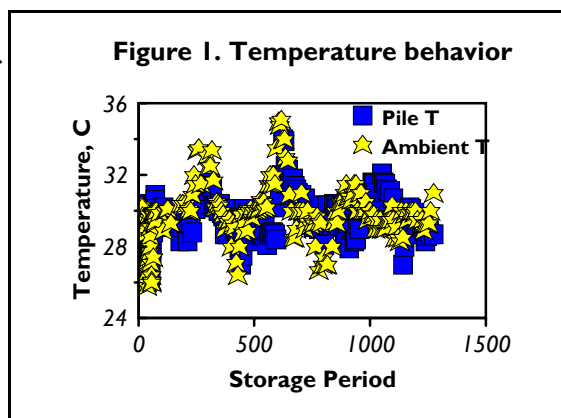 Figure 1. Temperature behavior
36
Pile T
Ambient T
32
28
24
Temperature, C
0 500 1000 1500
Storage Period